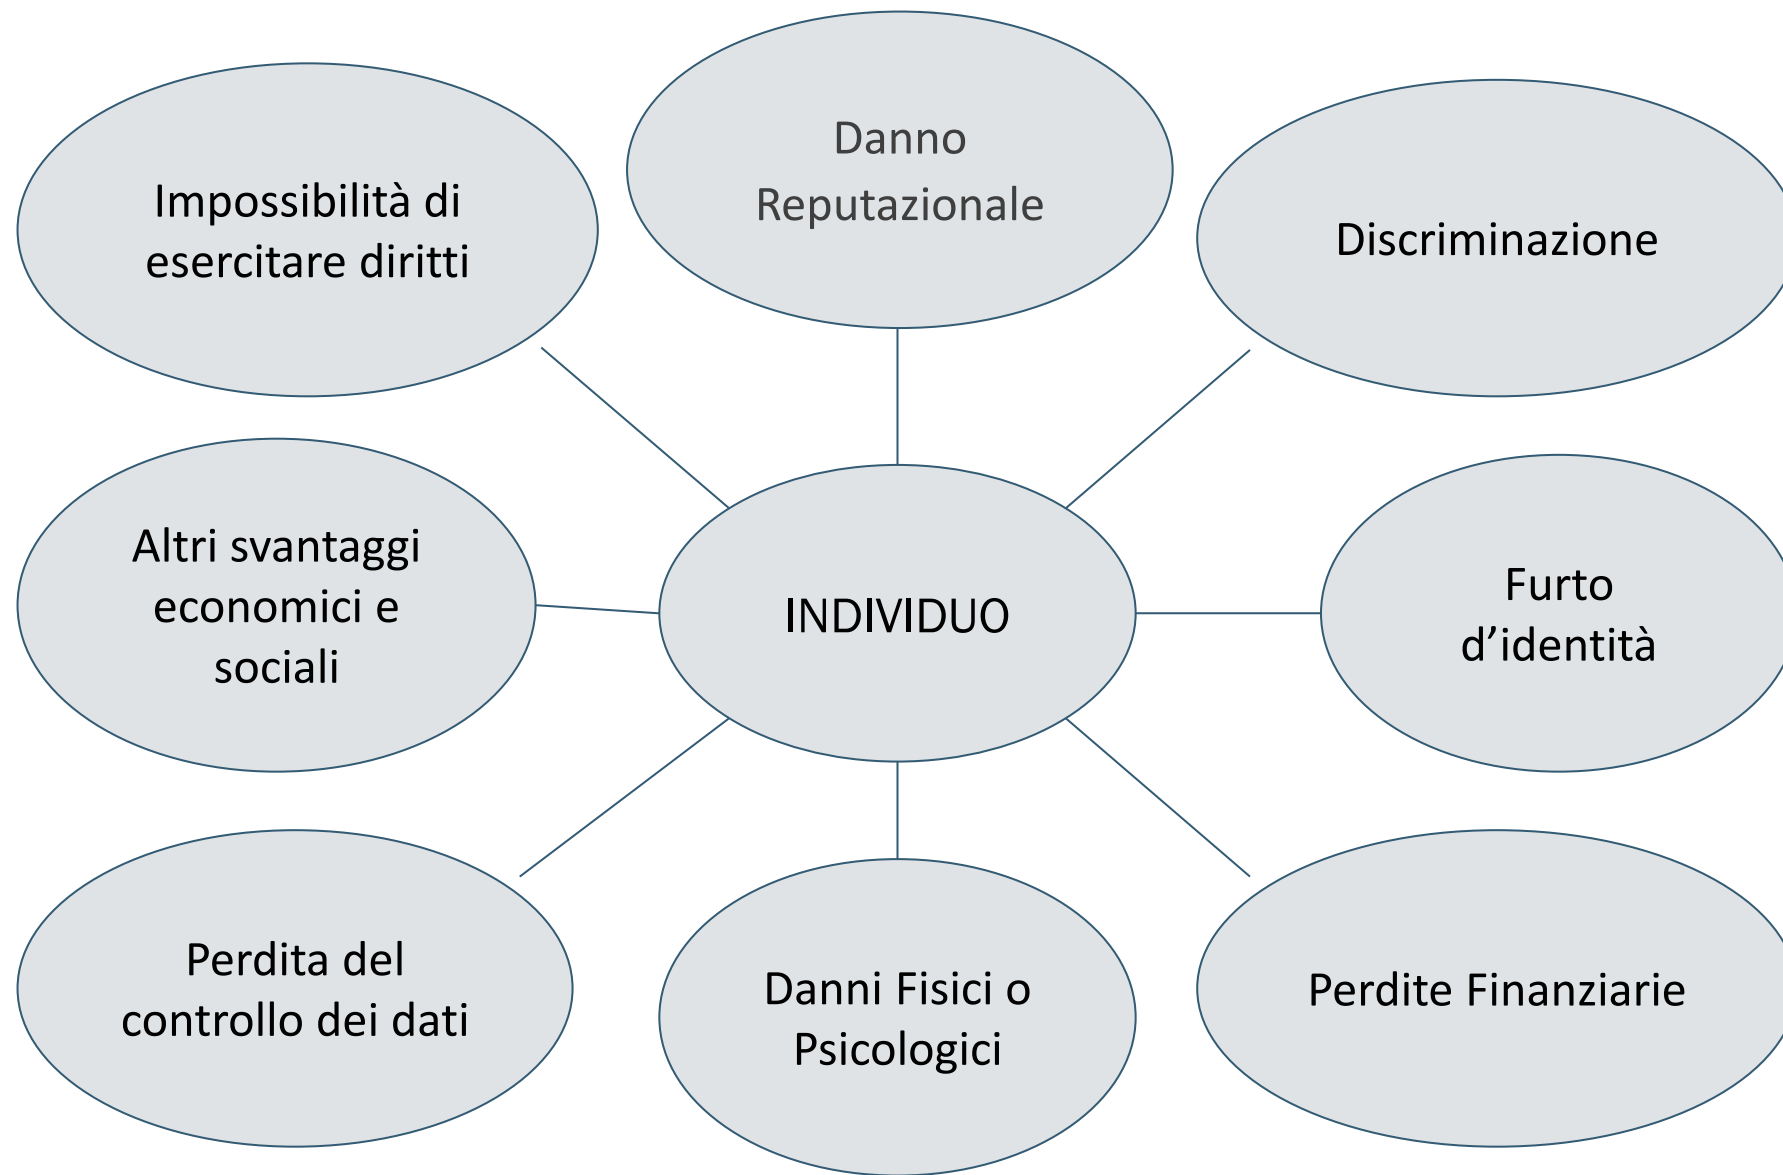 Danno
Reputazionale
Impossibilità di
esercitare diritti
Discriminazione
Altri svantaggi
economici e
sociali
INDIVIDUO
Furto
d’identità
Perdita del
controllo dei dati
Danni Fisici o
Psicologici
Perdite Finanziarie